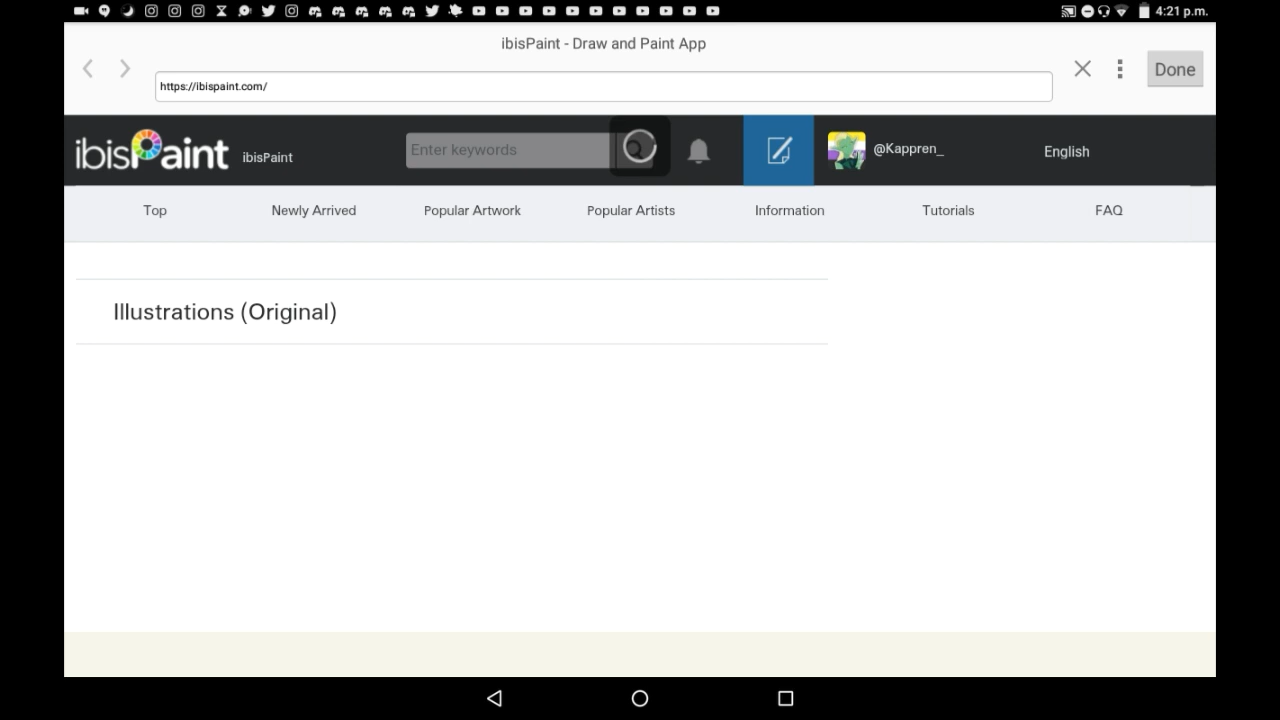 4:21 p.m.
ibisPaint - Draw and Paint App
https://ibispaint.com/
Done
ibisPaint ibisPaint Enter keywords @Kappren_ English
Top Newly Arrived Popular Artwork Popular Artists Information Tutorials FAQ
Illustrations (Original)